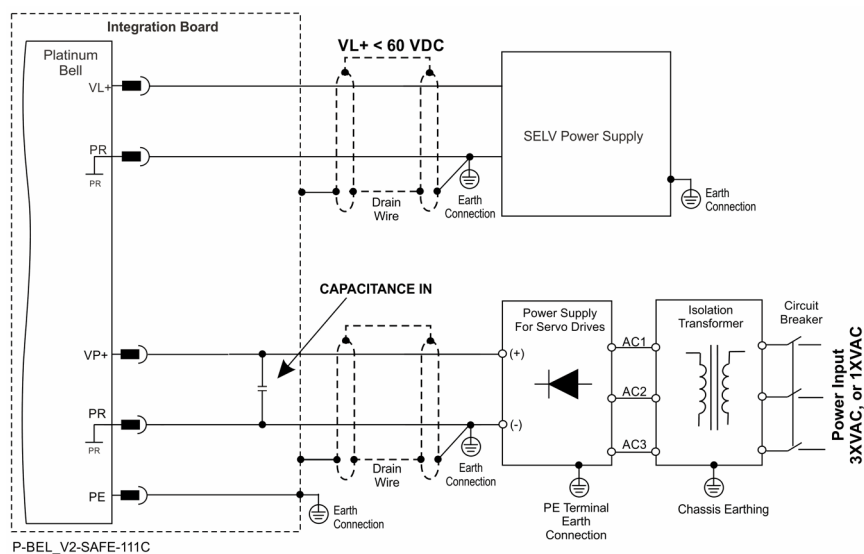 Integration Board
Platinum
Bell
VL+
PR
PR
VL+ < 60 VDC
SELV Power Supply
Drain
Wire
Earth
Connection
Earth
Connection
CAPACITANCE IN
VP+
PR
PR
PE
Earth
Connection
Drain
Wire
Earth
Connection
Power Supply
For Servo Drives
(+)
(-)
AC1
AC2
AC3
PE Terminal
Earth
Connection
Isolation
Transformer
Chassis Earthing
Circuit
Breaker
Power Input
3XVAC, or 1XVAC
P-BEL_V2-SAFE-111C